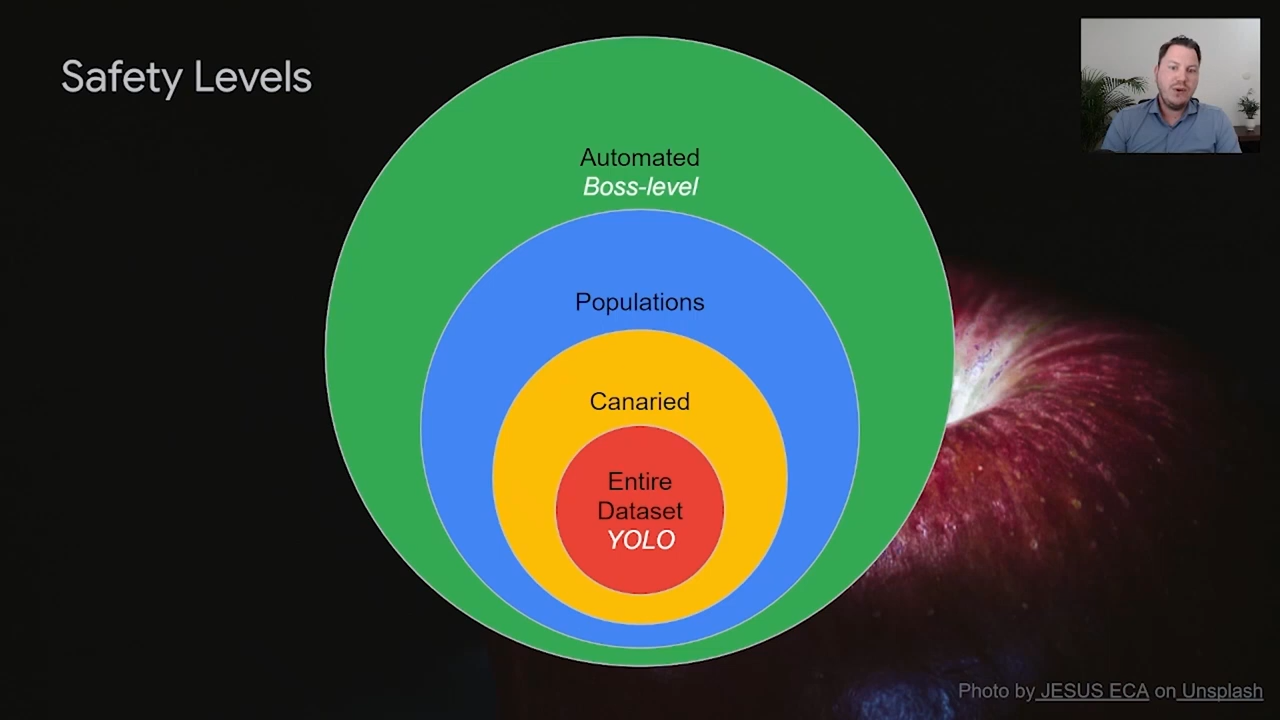 Safety Levels
Automated
Boss-level
Populations
Canaried
Entire
Dataset
YOLO
Photo by JESUS ECA on Unsplash